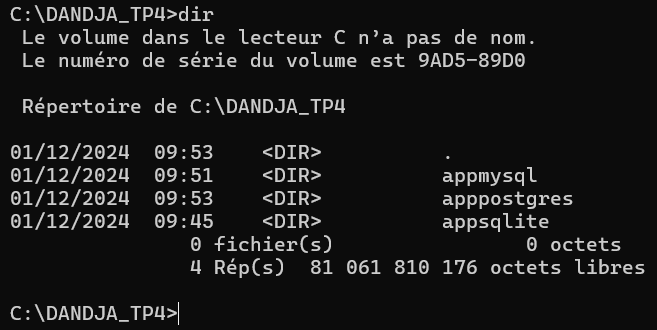 C:\DANDJA_TP4>dir
 Le volume dans le lecteur C n'a pas de nom.
 Le numéro de série du volume est 9AD5-89D0

 Répertoire de C:\DANDJA_TP4

01/12/2024  09:53    <DIR>          .
01/12/2024  09:51    <DIR>          appmysql
01/12/2024  09:53    <DIR>          apppostgres
01/12/2024  09:45    <DIR>          appsqlite
               0 fichier(s)                0 octets
               4 Rép(s)  81 061 810 176 octets libres

C:\DANDJA_TP4>